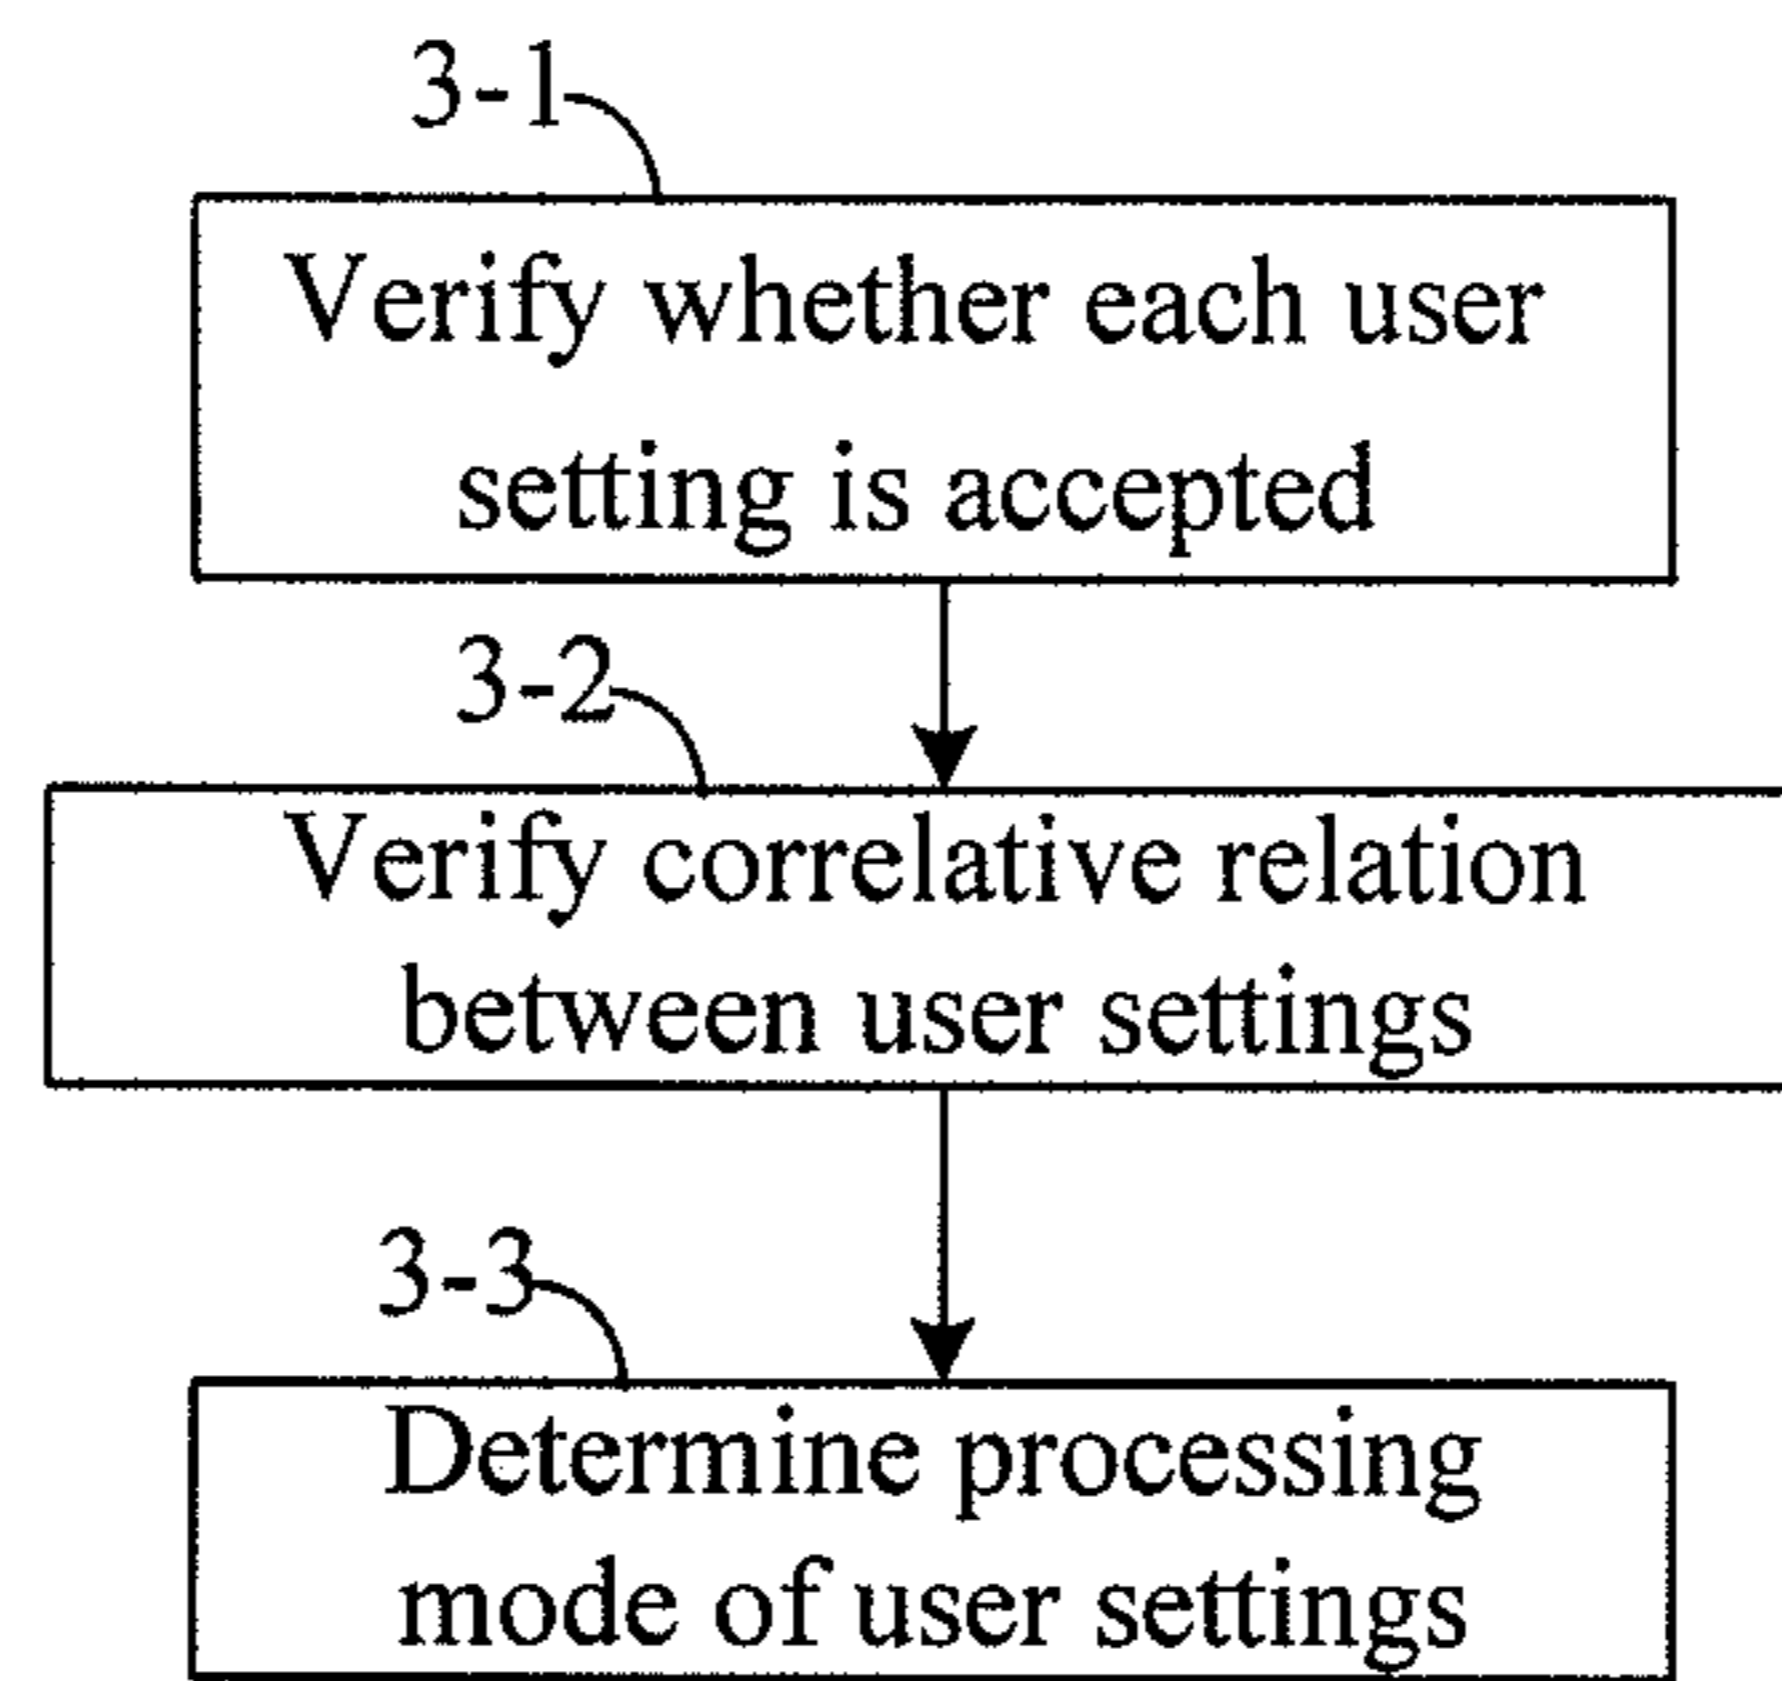 3-1
Verify whether each user
setting is accepted
3-2
Verify correlative relation
between user settings
3-3
Determine processing
mode of user settings